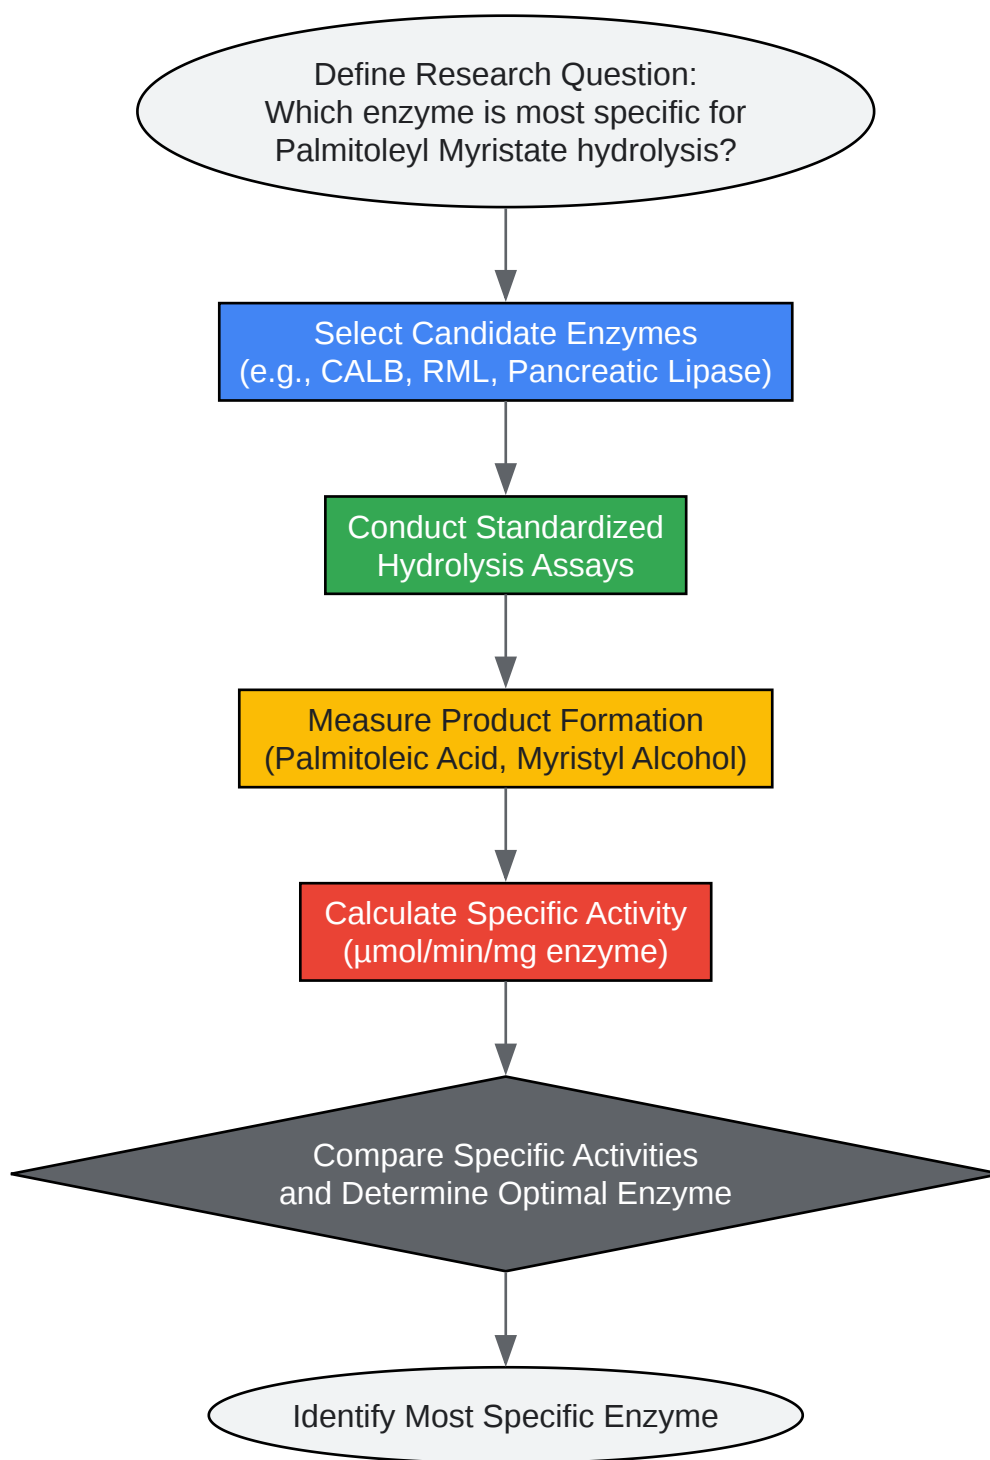 Define Research Question:
Which enzyme is most specific for
Palmitoleyl Myristate hydrolysis?
Select Candidate Enzymes
(e.g., CALB, RML, Pancreatic Lipase)
Conduct Standardized
Hydrolysis Assays
Measure Product Formation
(Palmitoleic Acid, Myristyl Alcohol)
Calculate Specific Activity
(µmol/min/mg enzyme)
Compare Specific Activities
and Determine Optimal Enzyme
Identify Most Specific Enzyme